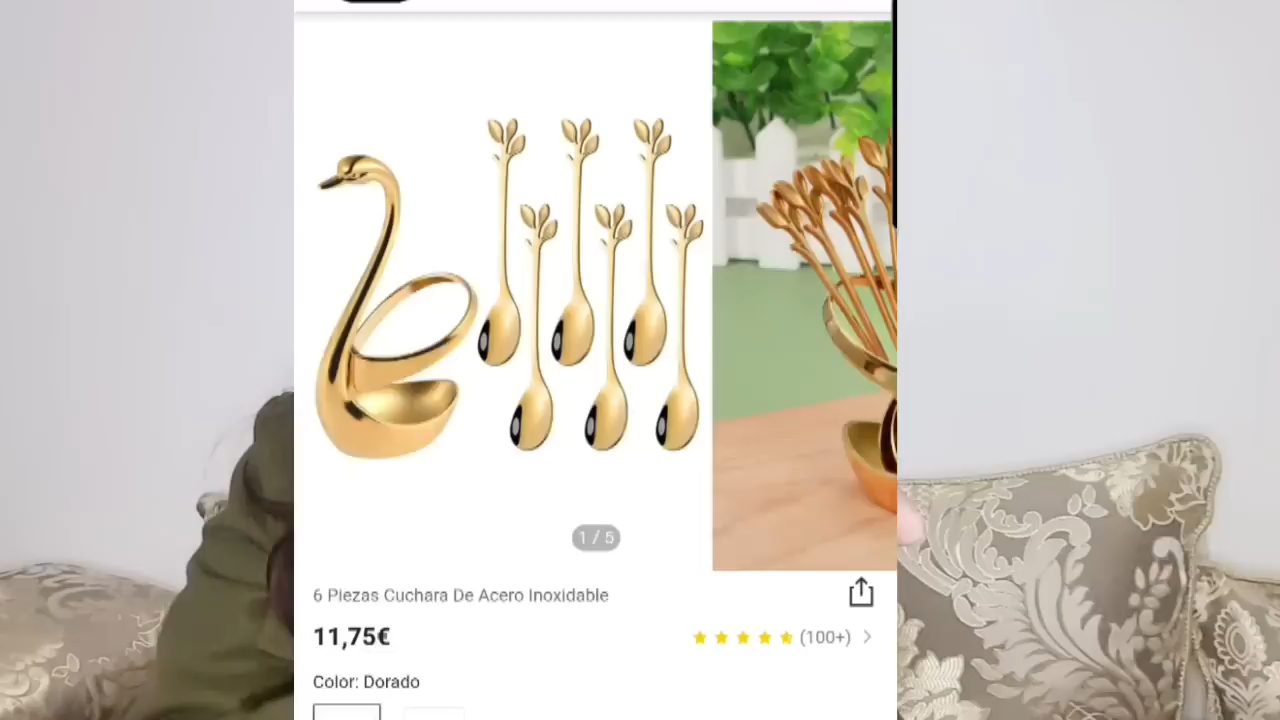 1 / 5
6 Piezas Cuchara De Acero Inoxidable
11,75€
(100+)
Color: Dorado